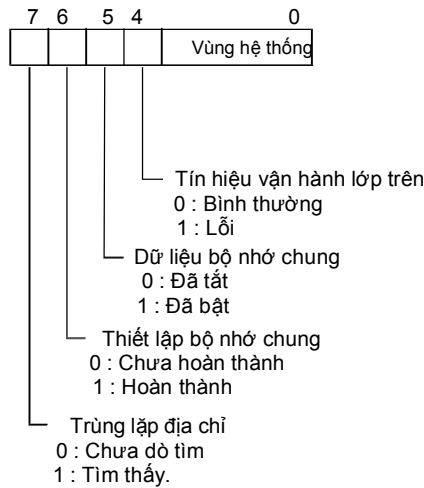 7 6 5 4 0
Vùng hệ thống
Tín hiệu vận hành lớp trên
0 : Bình thường
1 : Lỗi
Dữ liệu bộ nhớ chung
0 : Đã tắt
1 : Đã bật
Thiết lập bộ nhớ chung
0 : Chưa hoàn thành
1 : Hoàn thành
Trùng lặp địa chỉ
0 : Chưa dò tìm
1 : Tìm thấy.